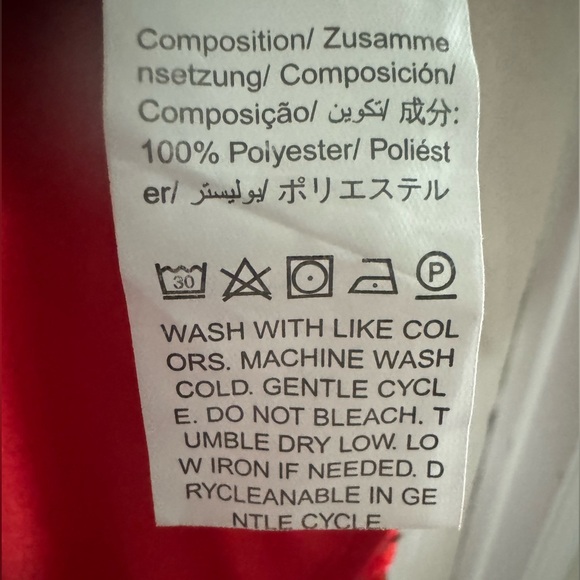 Composition/ Zusamme
nsetzung/ Composición/
Composição/ تكوين/ 成分:
100% Polyester/ Poliést
er/ بوليستر/ ポリエステル
30 P
WASH WITH LIKE COL
ORS. MACHINE WASH
COLD. GENTLE CYCL
E. DO NOT BLEACH. T
UMBLE DRY LOW. LO
W IRON IF NEEDED. D
RYCLEANABLE IN GE
NTLE CYCLE